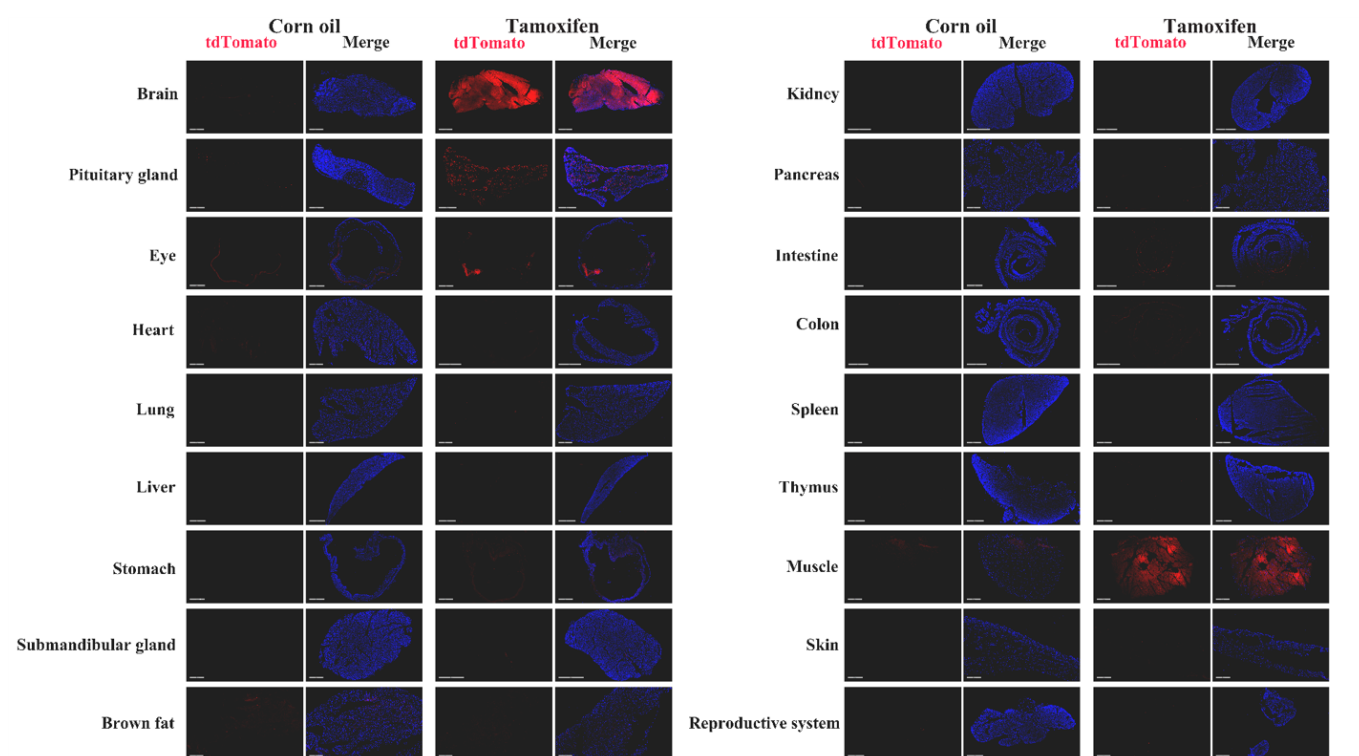 Corn oil Tamoxifen Corn oil Tamoxifen
tdTomato Merge tdTomato Merge tdTomato Merge tdTomato Merge
Brain Kidney
Pituitary gland Pancreas
Eye Intestine
Heart Colon
Lung Spleen
Liver Thymus
Stomach Muscle
Submandibular gland Skin
Brown fat Reproductive system